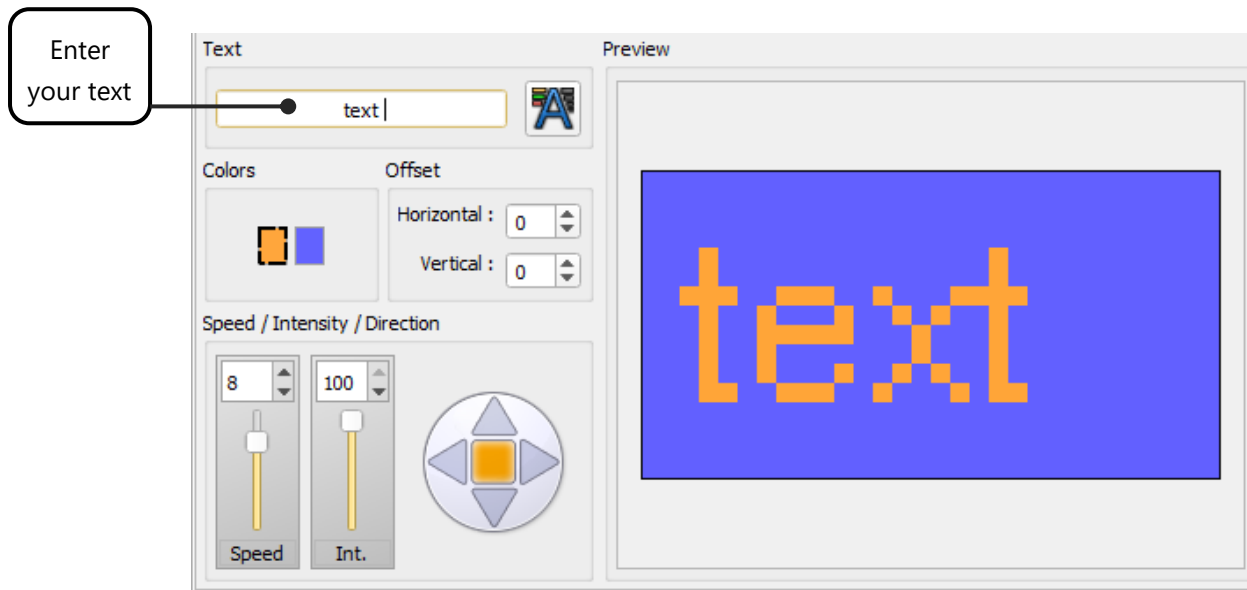 Enter
your text
Text
text
Colors
Offset
Horizontal :
0
Vertical :
0
Speed / Intensity / Direction
8
100
Speed
Int.
Preview
text